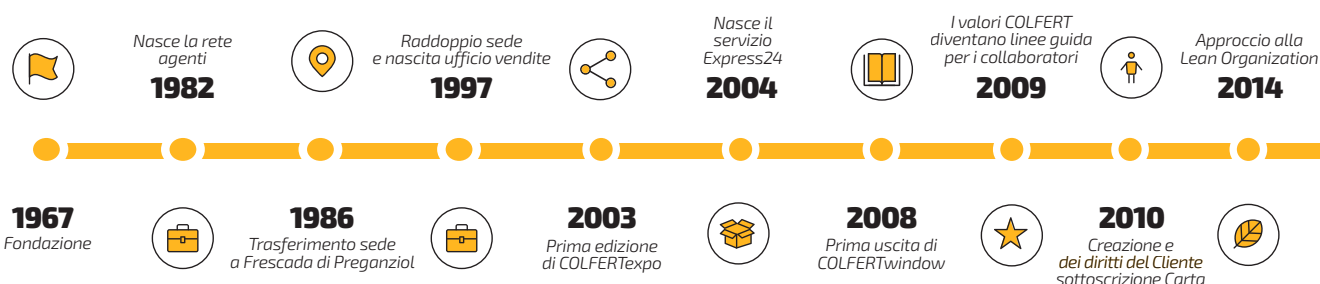 1967
Fondazione
Nasce la rete
agenti
1982
1986
Trasferimento sede
a Frescada di Preganziol
Raddoppio sede
e nascita ufficio vendite
1997
2003
Prima edizione
di COLFERTexpo
Nasce il
servizio
Express24
2004
2008
Prima uscita di
COLFERTwindow
I valori COLFERT
diventano linee guida
per i collaboratori
2009
2010
Creazione e
dei diritti del Cliente
sottoscrizione Carta
Approccio alla
Lean Organization
2014